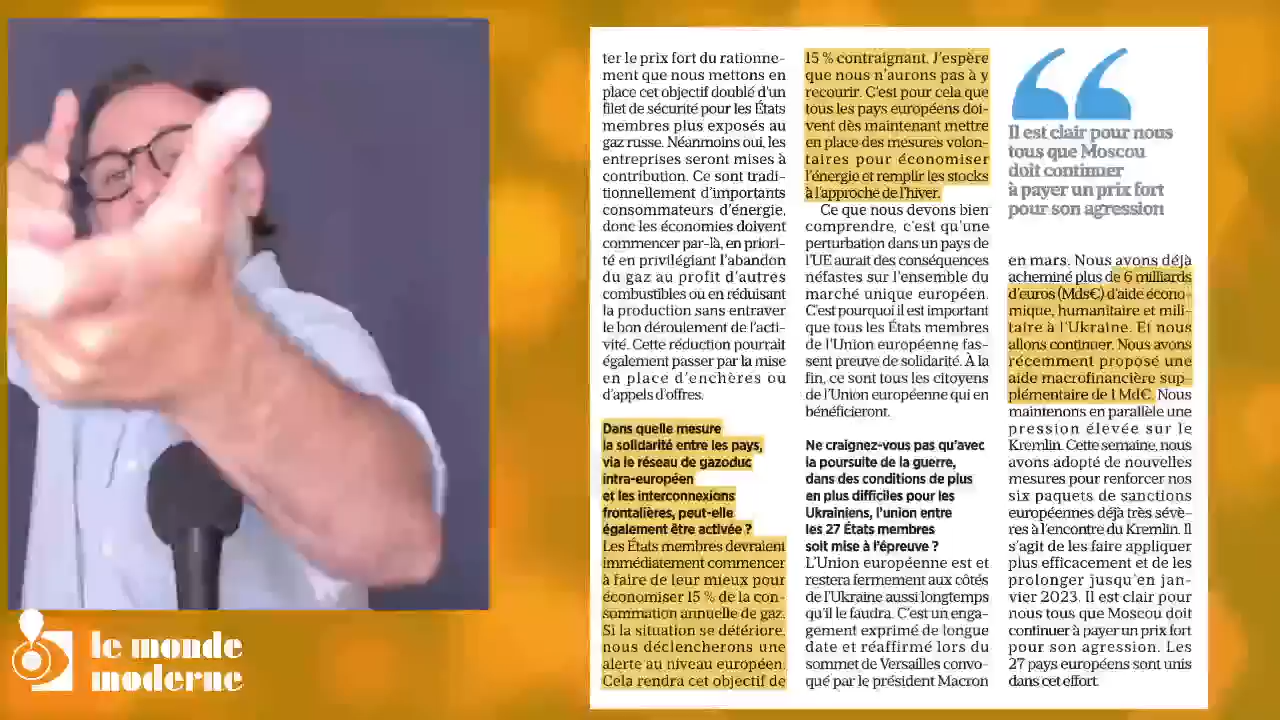 ter le prix fort du rationne-
ment que nous mettons en
place cet objectif doublé d'un
filet de sécurité pour les États
membres plus exposés au
gaz russe. Néanmoins oui, les
entreprises seront mises à
contribution. Ce sont tradi-
tionnellement d'importants
consommateurs d'énergie,
donc les économies doivent
commencer par-là, en priori-
té en privilégiant l'abandon
du gaz au profit d'autres
combustibles ou en réduisant
la production sans entraver
le bon déroulement de l'acti-
vité. Cette réduction pourrait
également passer par la mise
en place d'enchères ou
d'appels d'offres.
Dans quelle mesure
la solidarité entre les pays,
via le réseau de gazoduc
intra-européen
et les interconnexions
frontalières, peut-elle
également être activée ?
Les États membres devraient
immédiatement commencer
à faire de leur mieux pour
économiser 15 % de la con-
sommation annuelle de gaz.
Si la situation se détériore,
nous déclencherons une
alerte au niveau européen.
Cela rendra cet objectif de
15 % contraignant. J'espère
que nous n'aurons pas à y
recourir. C'est pour cela que
tous les pays européens doi-
vent dès maintenant mettre
en place des mesures volon-
taires pour économiser
l'énergie et remplir les stocks
à l'approche de l'hiver.
Ce que nous devons bien
comprendre, c'est qu'une
perturbation dans un pays de
l'UE aurait des conséquences
néfastes sur l'ensemble du
marché unique européen.
C'est pourquoi il est important
que tous les États membres
de l'Union européenne fas-
sent preuve de solidarité. À la
fin, ce sont tous les citoyens
de l'Union européenne qui en
bénéficieront.
Ne craignez-vous pas qu'avec
la poursuite de la guerre,
dans des conditions de plus
en plus difficiles pour les
Ukrainiens, l'union entre
les 27 États membres
soit mise à l'épreuve ?
L'Union européenne est et
restera fermement aux côtés
de l'Ukraine aussi longtemps
qu'il le faudra. C'est un enga-
gement exprimé de longue
date et réaffirmé lors du
sommet de Versailles convo-
qué par le président Macron
“
Il est clair pour nous
tous que Moscou
doit continuer
à payer un prix fort
pour son agression
en mars. Nous avons déjà
acheminé plus de 6 milliards
d'euros (Mds€) d'aide écono-
mique, humanitaire et mili-
taire à l'Ukraine. Et nous
allons continuer. Nous avons
récemment proposé une
aide macrofinancière sup-
plémentaire de 1 Md€. Nous
maintenons en parallèle une
pression élevée sur le
Kremlin. Cette semaine, nous
avons adopté de nouvelles
mesures pour renforcer nos
six paquets de sanctions
européennes déjà très sévè-
res à l'encontre du Kremlin. Il
s'agit de les faire appliquer
plus efficacement et de les
prolonger jusqu'en jan-
vier 2023. Il est clair pour
nous tous que Moscou doit
continuer à payer un prix fort
pour son agression. Les
27 pays européens sont unis
dans cet effort.
le monde
moderne